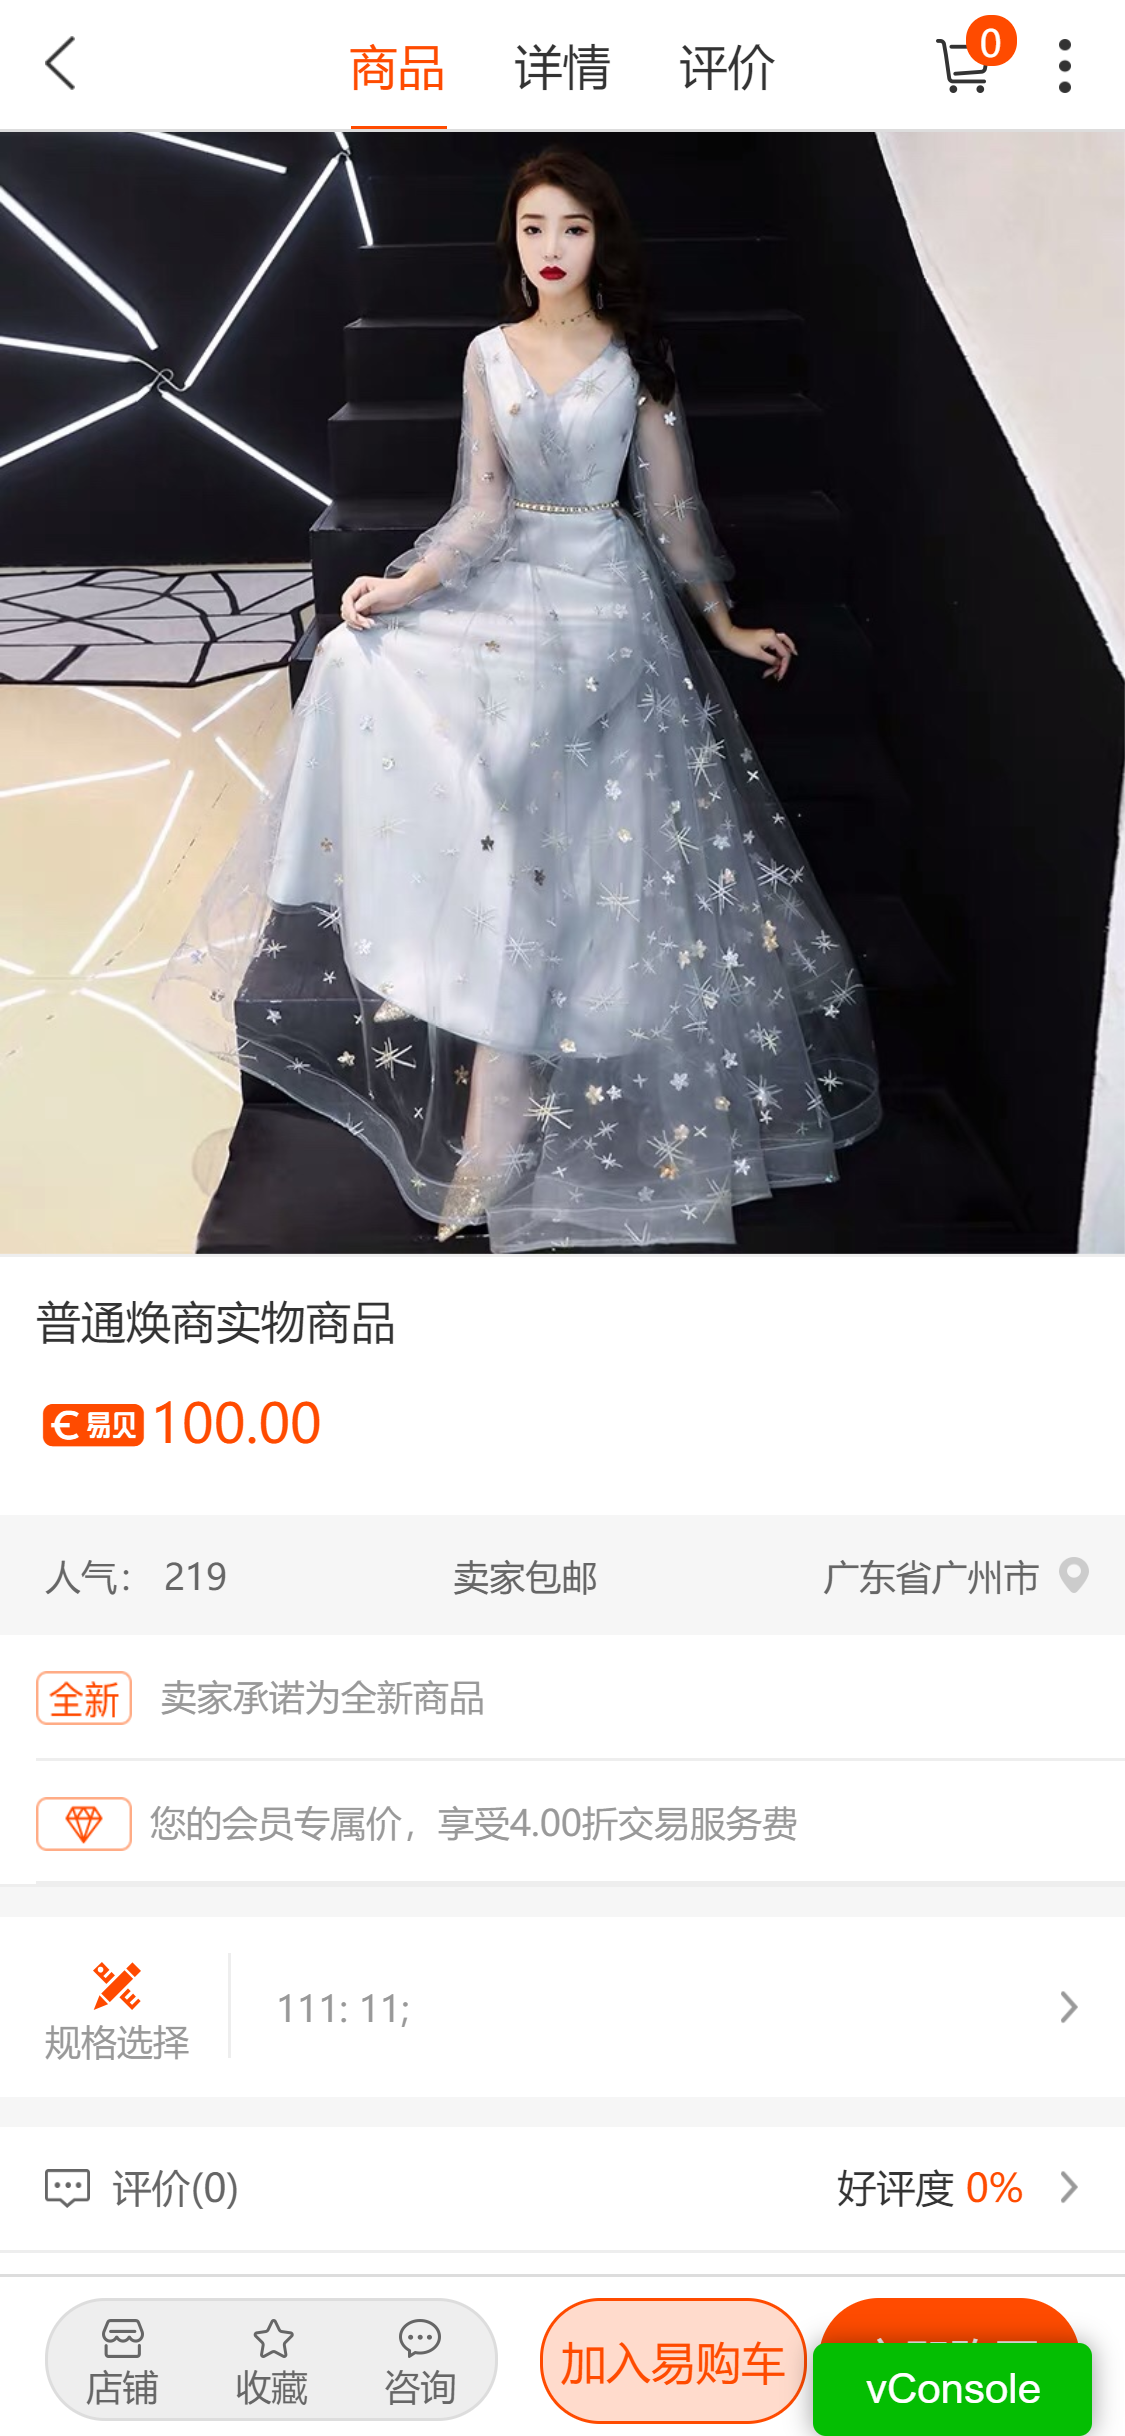 商品 详情 评价 0
普通焕商实物商品
€易贝 100.00
人气： 219 卖家包邮 广东省广州市
全新 卖家承诺为全新商品
您的会员专属价，享受4.00折交易服务费
规格选择 111: 11;
评价(0) 好评度 0%
店铺 收藏 咨询 加入易购车
vConsole